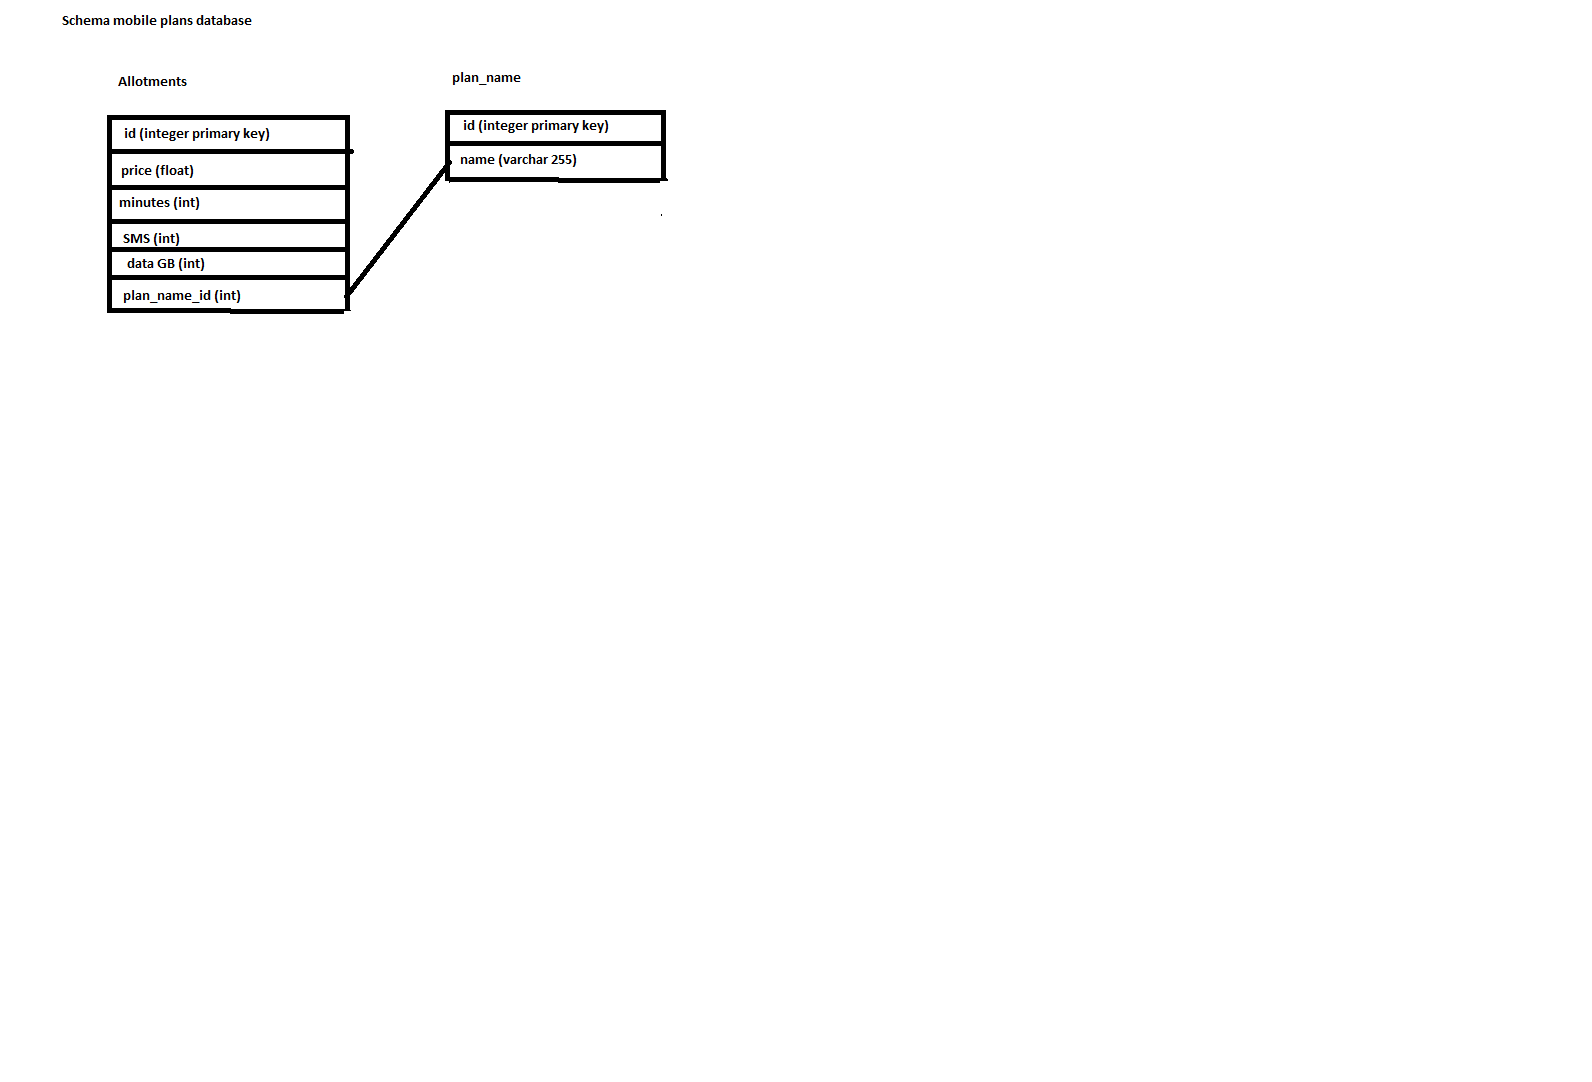 Schema mobile plans database
Allotments
id (integer primary key)
price (float)
minutes (int)
SMS (int)
data GB (int)
plan_name_id (int)
plan_name
id (integer primary key)
name (varchar 255)